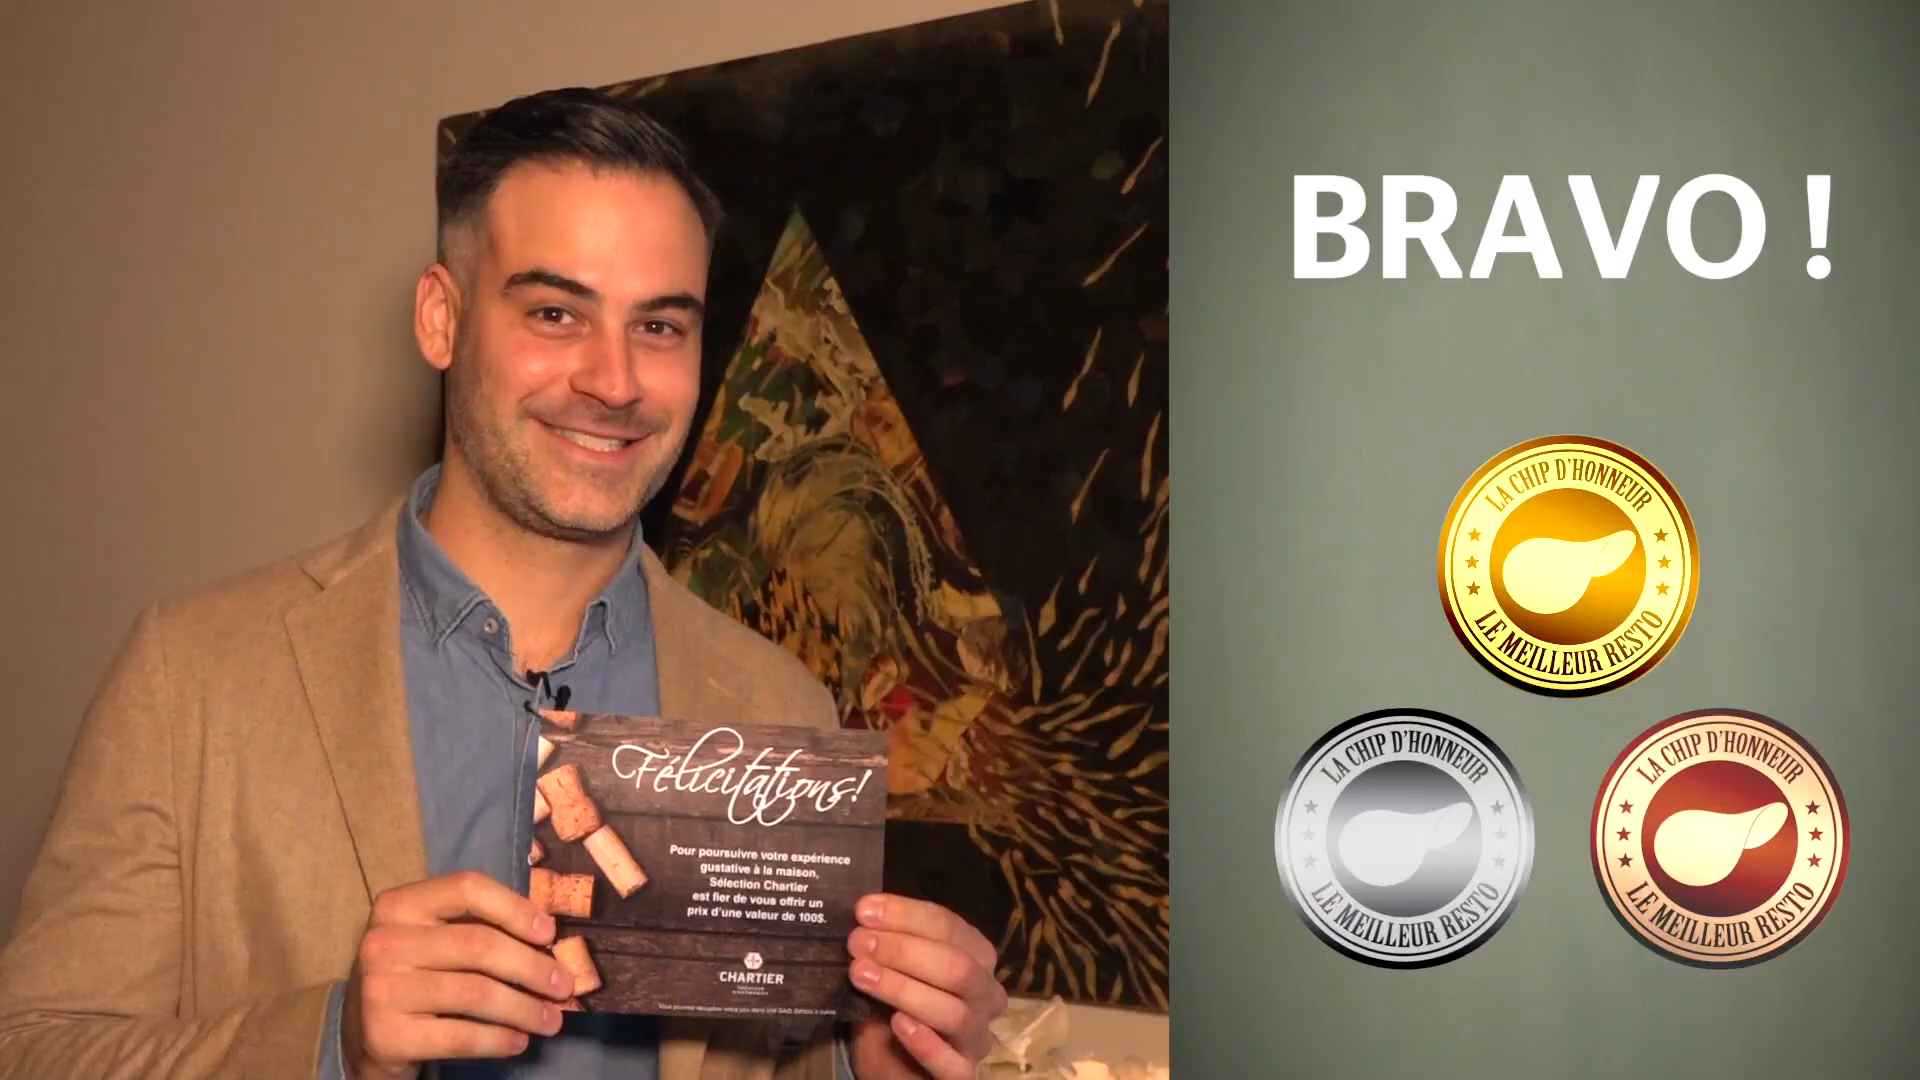 Félicitations!
Pour poursuivre votre expérience
gustative à la maison,
Sélection Chartier
est fier de vous offrir un
prix d'une valeur de 100$.
CHARTIER
BRAVO !
LA CHIP D'HONNEUR
LE MEILLEUR RESTO
LA CHIP D'HONNEUR
LE MEILLEUR RESTO
LA CHIP D'HONNEUR
LE MEILLEUR RESTO